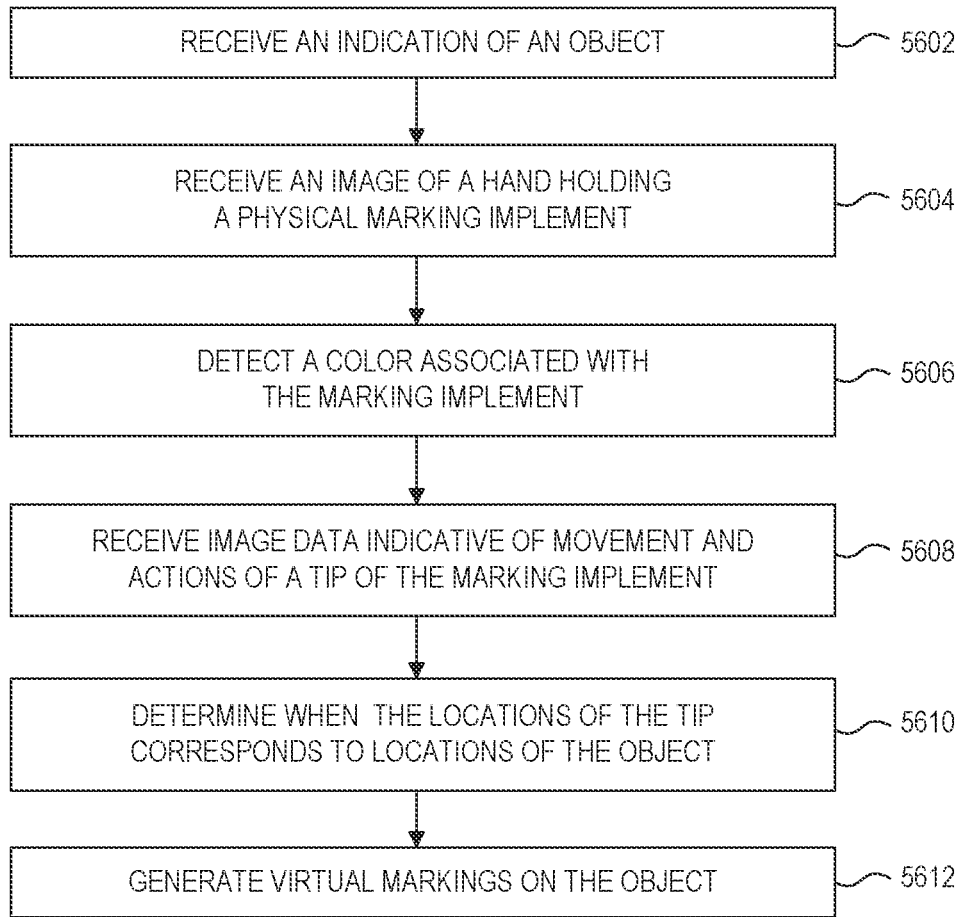 RECEIVE AN INDICATION OF AN OBJECT
5602
RECEIVE AN IMAGE OF A HAND HOLDING
A PHYSICAL MARKING IMPLEMENT
5604
DETECT A COLOR ASSOCIATED WITH
THE MARKING IMPLEMENT
5606
RECEIVE IMAGE DATA INDICATIVE OF MOVEMENT AND
ACTIONS OF A TIP OF THE MARKING IMPLEMENT
5608
DETERMINE WHEN THE LOCATIONS OF THE TIP
CORRESPONDS TO LOCATIONS OF THE OBJECT
5610
GENERATE VIRTUAL MARKINGS ON THE OBJECT
5612